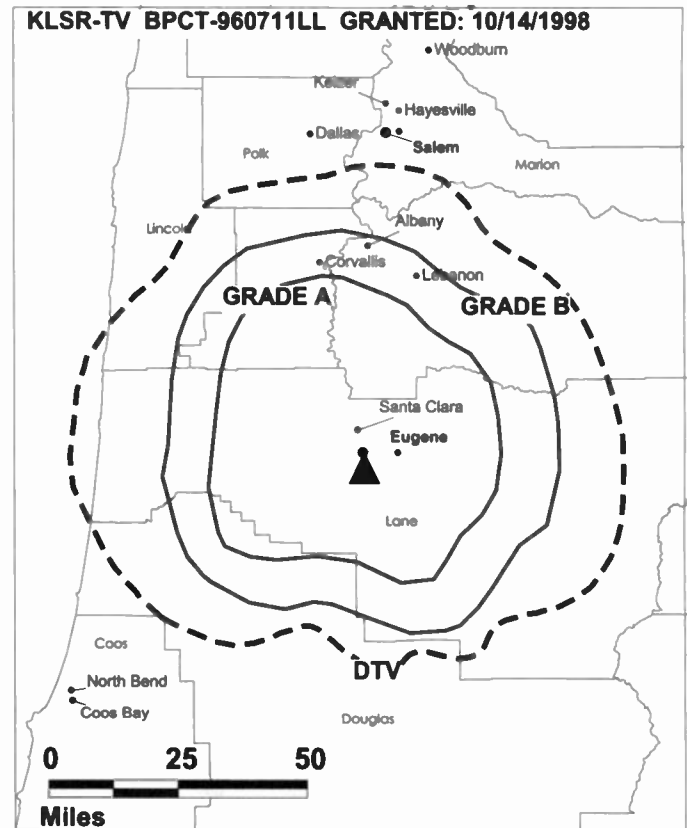 KLSR-TV BPCT-960711LL GRANTED: 10/14/1998
Woodburn
Keizer
Hayesville
Dallas
Salem
Polk
Marion
Lincoln
Albany
Corvallis
Lebanon
GRADE A
GRADE B
Santa Clara
Eugene
Lane
Coos
DTV
North Bend
Coos Bay
Douglas
0 25 50
Miles